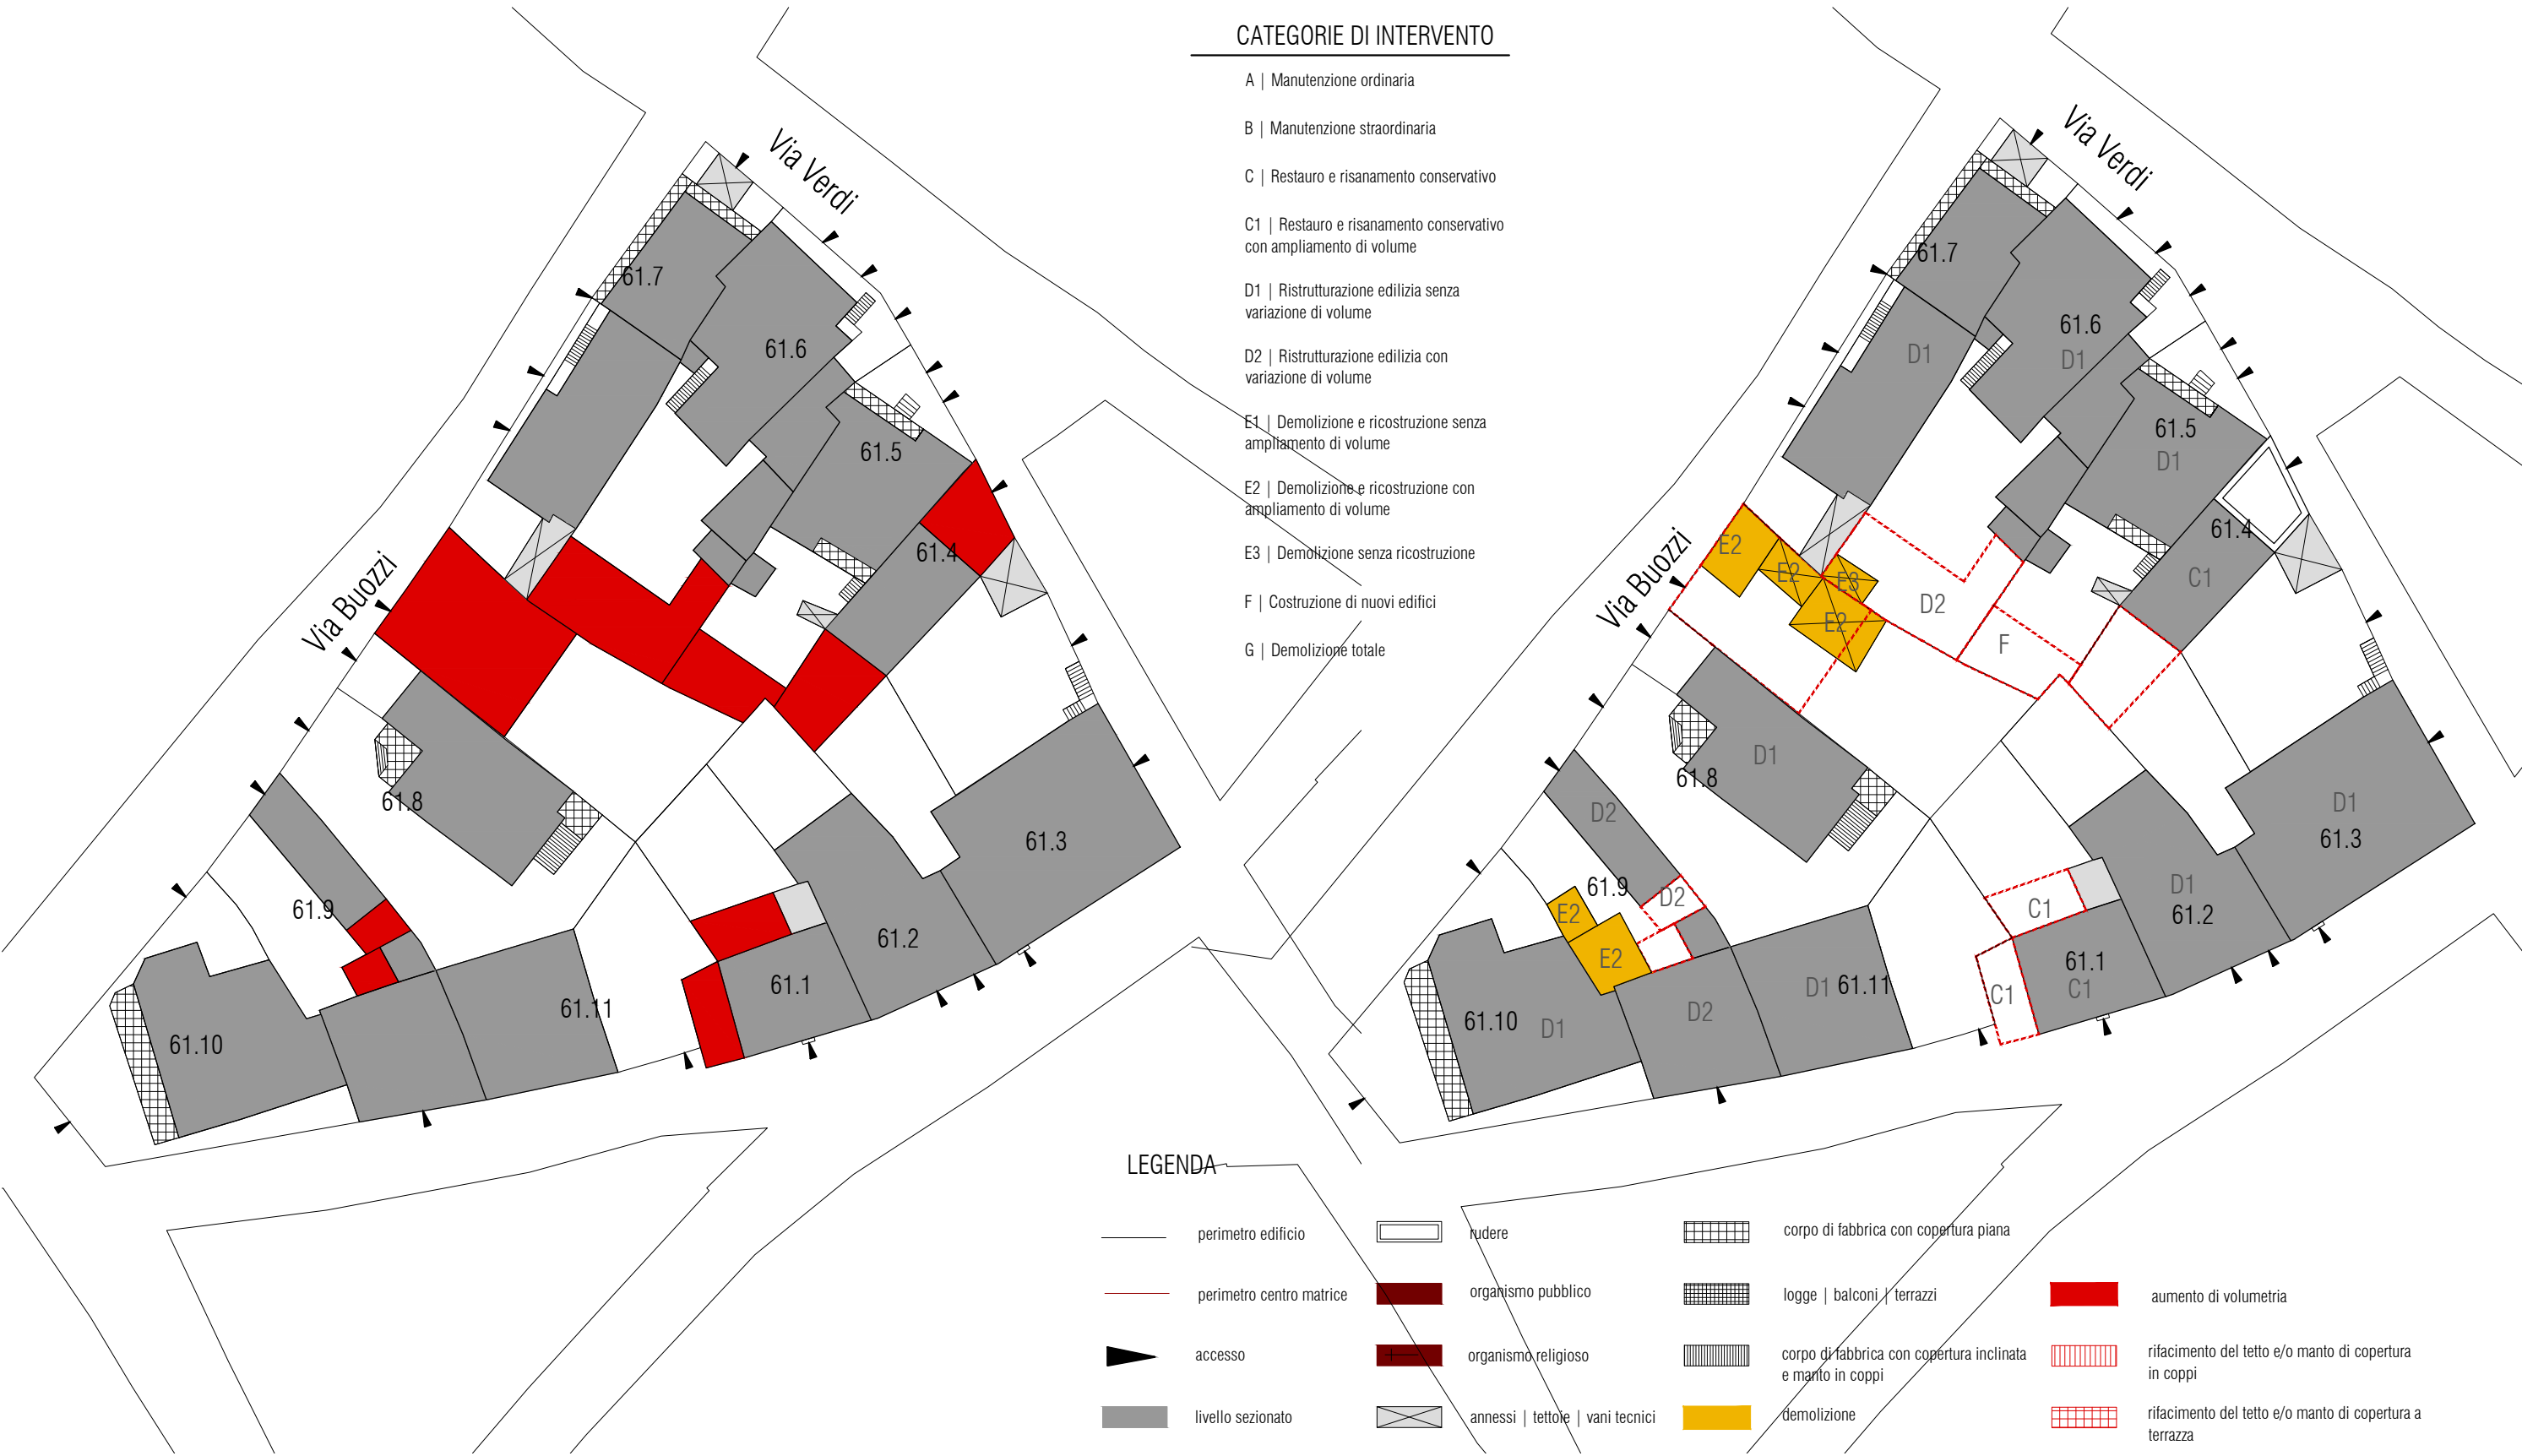 CATEGORIE DI INTERVENTO
A | Manutenzione ordinaria
B | Manutenzione straordinaria
C | Restauro e risanamento conservativo
C1 | Restauro e risanamento conservativo
con ampliamento di volume
D1 | Ristrutturazione edilizia senza
variazione di volume
D2 | Ristrutturazione edilizia con
variazione di volume
E1 | Demolizione e ricostruzione senza
ampliamento di volume
E2 | Demolizione e ricostruzione con
ampliamento di volume
E3 | Demolizione senza ricostruzione
F | Costruzione di nuovi edifici
G | Demolizione totale
Via Verdi
61.7
61.6
61.5
61.4
Via Buozzi
61.8
61.3
61.9
61.2
61.1
61.11
61.10
Via Verdi
61.7
61.6
D1
D1
61.5
D1
61.4
Via Buozzi
E2
E2
E3
C1
D2
E2
F
D1
61.8
D2
D1
61.3
61.9
D2
D1
61.2
E2
C1
E2
61.1
C1
D1
61.11
C1
61.10
D1
D2
LEGENDA
perimetro edificio
perimetro centro matrice
accesso
livello sezionato
rudere
organismo pubblico
organismo religioso
annessi | tettoie | vani tecnici
corpo di fabbrica con copertura piana
logge | balconi | terrazzi
corpo di fabbrica con copertura inclinata
e manto in coppi
demolizione
aumento di volumetria
rifacimento del tetto e/o manto di copertura
in coppi
rifacimento del tetto e/o manto di copertura a
terrazza